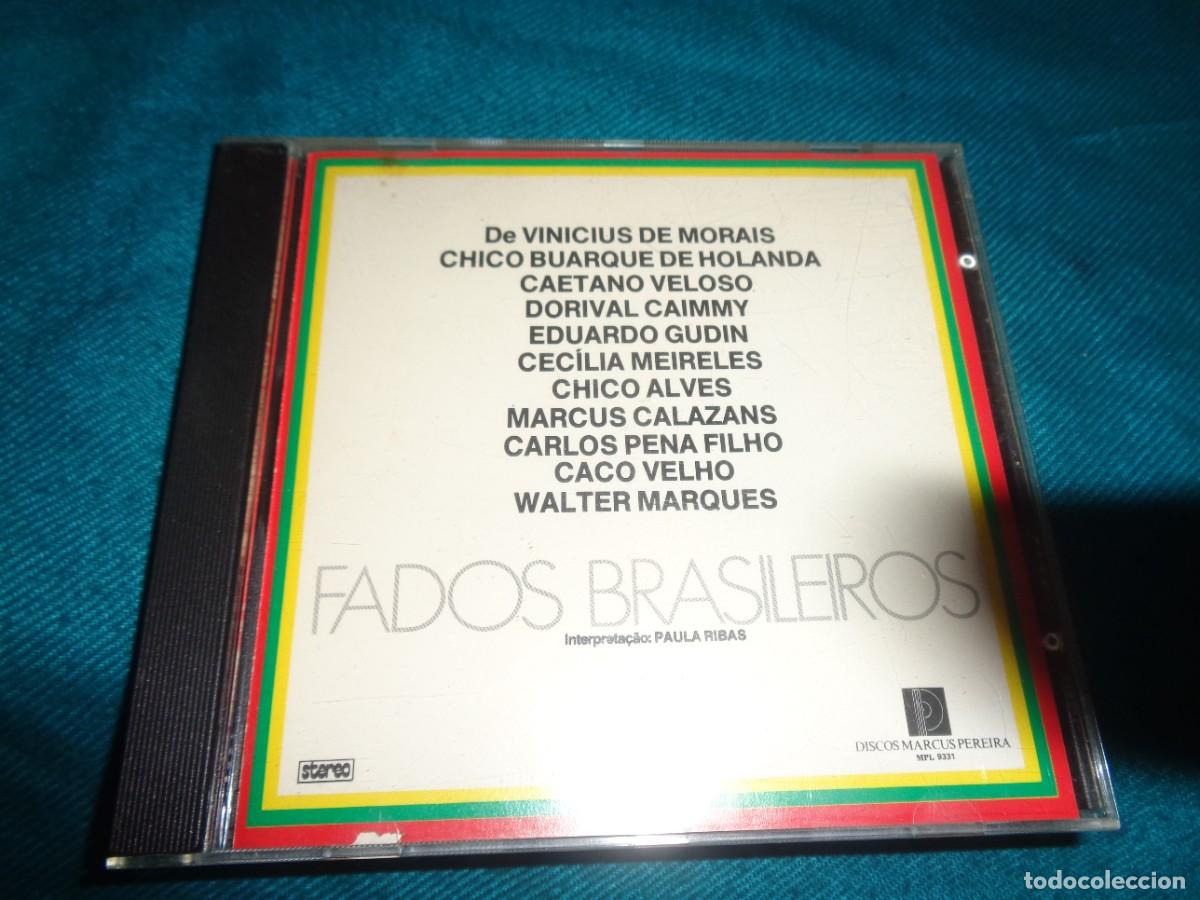 De VINICIUS DE MORAIS
CHICO BUARQUE DE HOLANDA
CAETANO VELOSO
DORIVAL CAIMMY
EDUARDO GUDIN
CECÍLIA MEIRELES
CHICO ALVES
MARCUS CALAZANS
CARLOS PENA FILHO
CACO VELHO
WALTER MARQUES
FADOS BRASILEIROS
Interpretação: PAULA RIBAS
DISCOS MARCUS PEREIRA
MPL 9331
stereo
todocoleccion